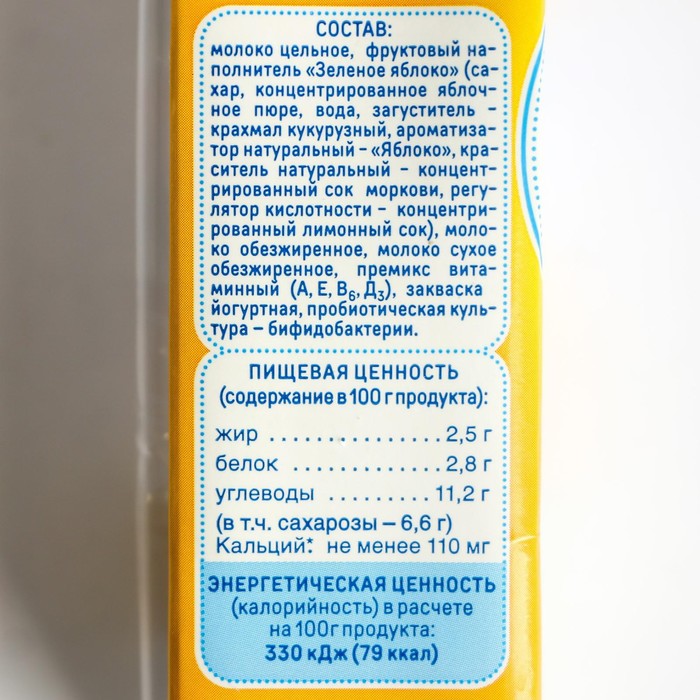 СОСТАВ:
молоко цельное, фруктовый на-
полнитель «Зеленое яблоко» (са-
хар, концентрированное яблоч-
ное пюре, вода, загуститель -
крахмал кукурузный, ароматиза-
тор натуральный - «Яблоко», кра-
ситель натуральный - концент-
рированный сок моркови, регу-
лятор кислотности - концентри-
рованный лимонный сок), моло-
ко обезжиренное, молоко сухое
обезжиренное, премикс вита-
минный (А, Е, В6, Д3), закваска
йогуртная, пробиотическая куль-
тура – бифидобактерии.
ПИЩЕВАЯ ЦЕННОСТЬ
(содержание в 100 г продукта):
жир ............... 2,5 г
белок ............ 2,8 г
углеводы ......... 11,2 г
(в т.ч. сахарозы – 6,6 г)
Кальций*: не менее 110 мг
ЭНЕРГЕТИЧЕСКАЯ ЦЕННОСТЬ
(калорийность) в расчете
на 100г продукта:
330 кДж (79 ккал)